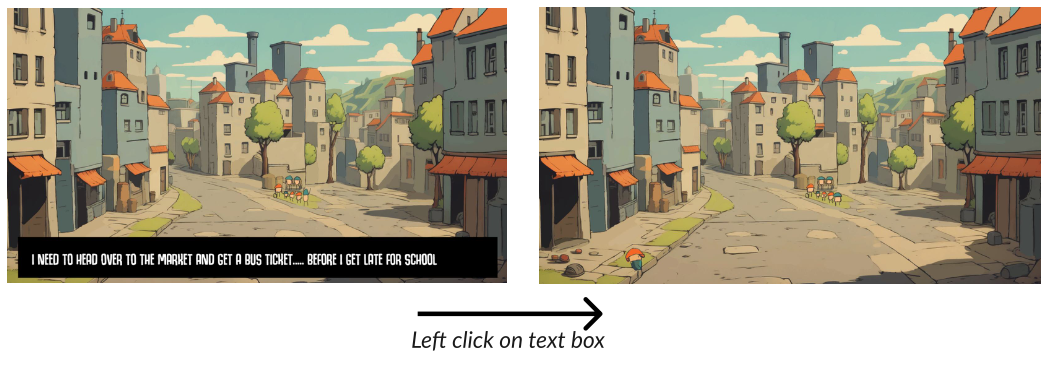 I NEED TO HEAD OVER TO THE MARKET AND GET A BUS TICKET..... BEFORE I GET LATE FOR SCHOOL
Left click on text box